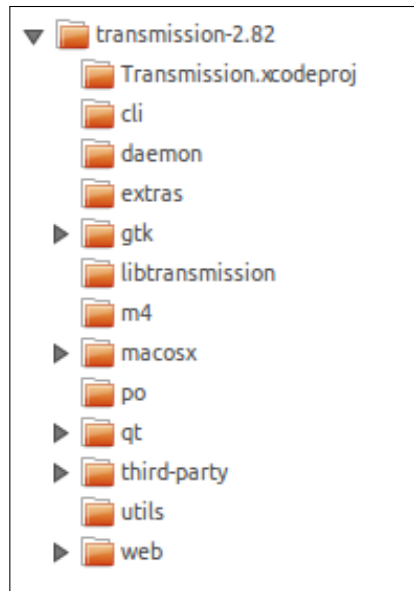 transmission-2.82
Transmission.xcodeproj
cli
daemon
extras
gtk
libtransmission
m4
macosx
po
qt
third-party
utils
web